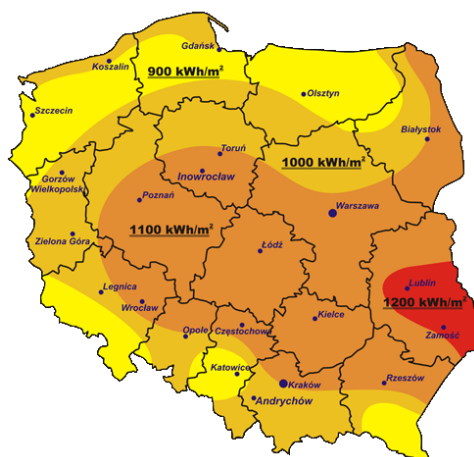 Gdańsk
Koszalin
900 kWh/m²
Olsztyn
Szczecin
Białystok
Toruń
1000 kWh/m²
Inowrocław
Gorzów
Wielkopolski
Poznań
Warszawa
1100 kWh/m²
Zielona Góra
Łódź
Lublin
Legnica
1200 kWh/m²
Wrocław
Kielce
Opole
Częstochowa
Zamość
Katowice
Kraków
Rzeszów
Andrychów